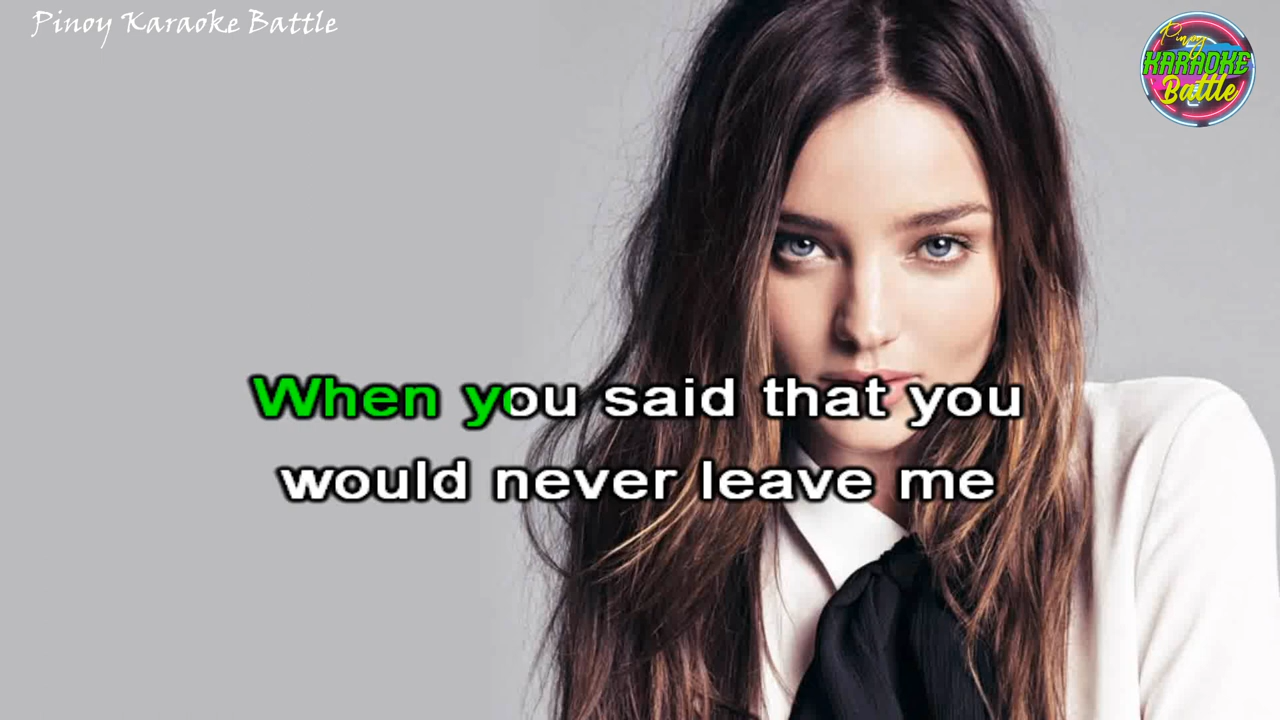 Pinoy Karaoke Battle
Pinoy
KARAOKE
Battle
When you said that you
would never leave me